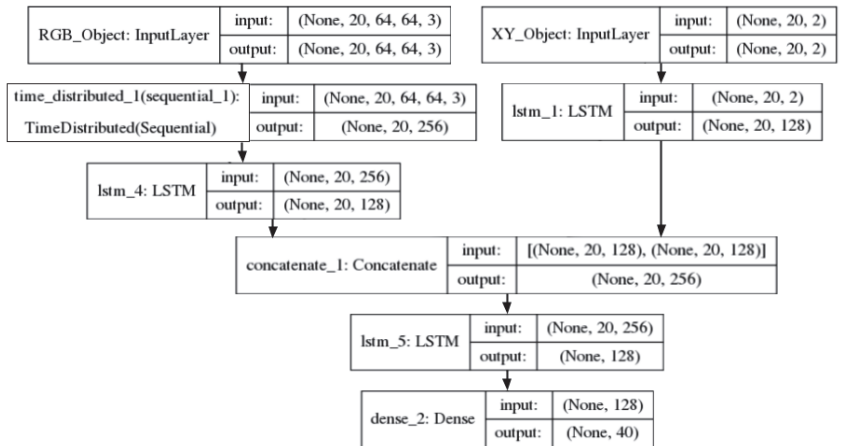 RGB_Object: InputLayer
input: (None, 20, 64, 64, 3)
output: (None, 20, 64, 64, 3)
XY_Object: InputLayer
input: (None, 20, 2)
output: (None, 20, 2)
time_distributed_1(sequential_1):
TimeDistributed(Sequential)
input: (None, 20, 64, 64, 3)
output: (None, 20, 256)
lstm_1: LSTM
input: (None, 20, 2)
output: (None, 20, 128)
lstm_4: LSTM
input: (None, 20, 256)
output: (None, 20, 128)
concatenate_1: Concatenate
input: [(None, 20, 128), (None, 20, 128)]
output: (None, 20, 256)
lstm_5: LSTM
input: (None, 20, 256)
output: (None, 128)
dense_2: Dense
input: (None, 128)
output: (None, 40)